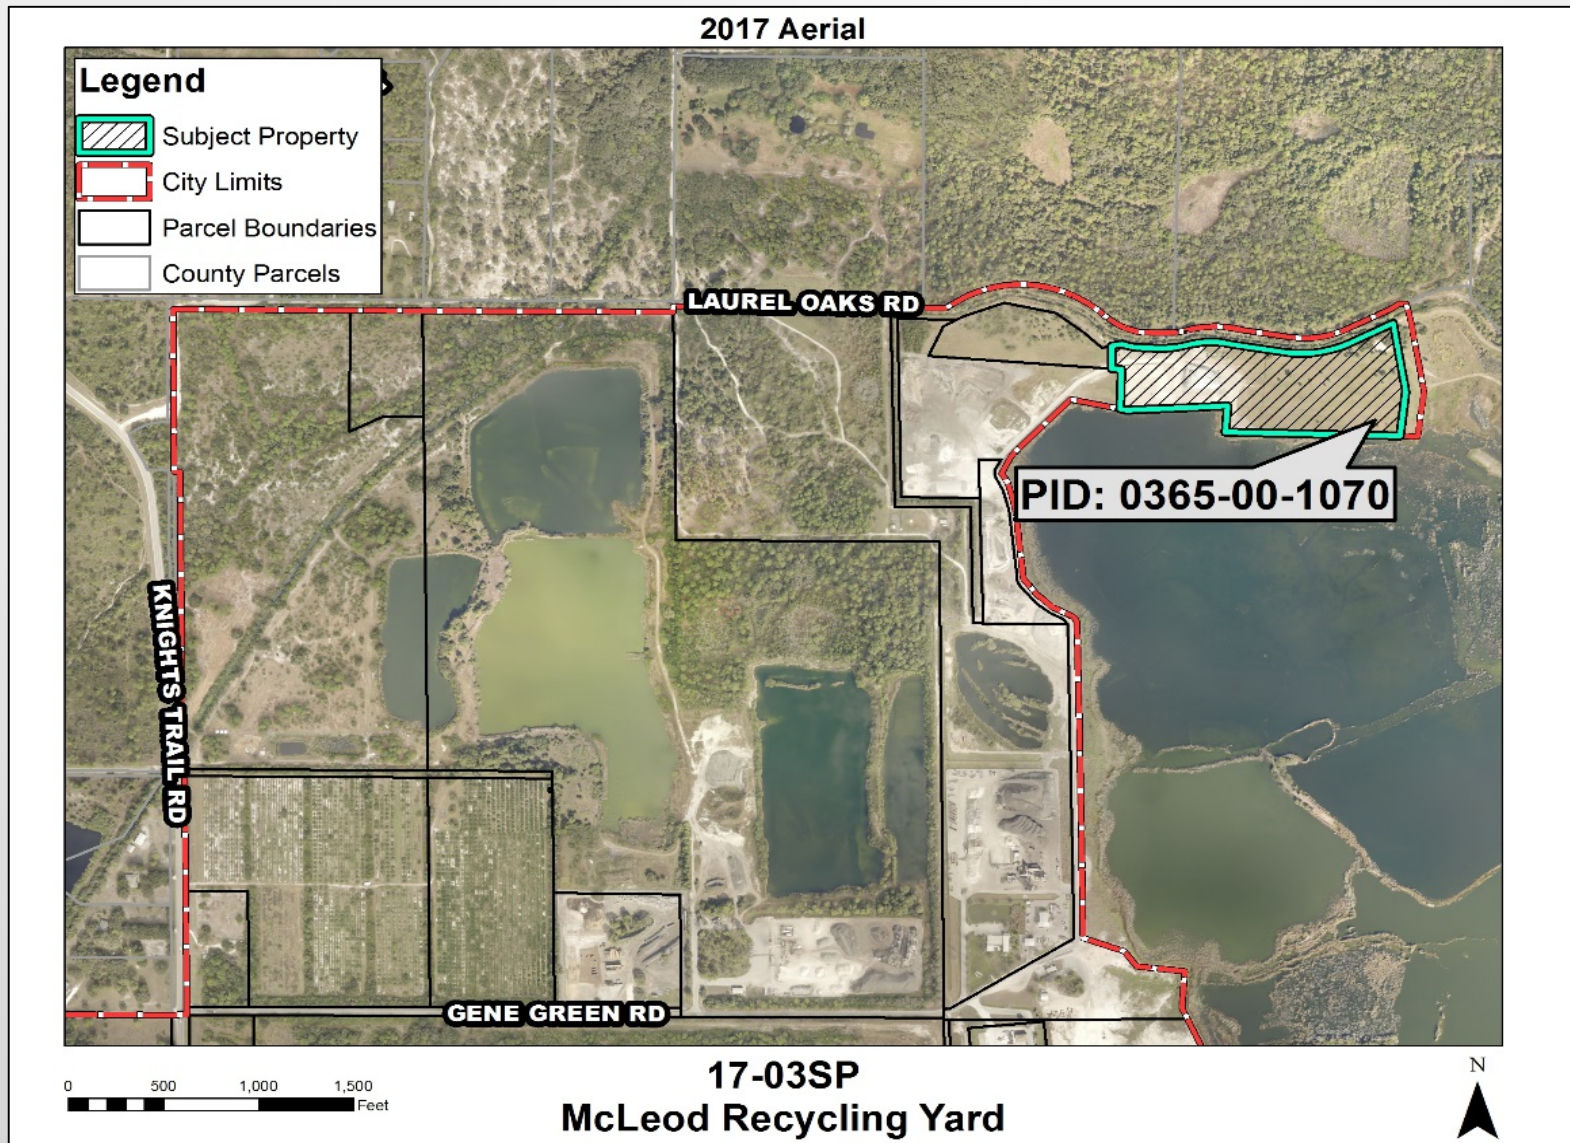 2017 Aerial
Legend
Subject Property
City Limits
Parcel Boundaries
County Parcels
LAUREL OAKS RD
PID: 0365-00-1070
KNIGHTS TRAIL RD
GENE GREEN RD
0 500 1,000 1,500
Feet
17-03SP
McLeod Recycling Yard
N